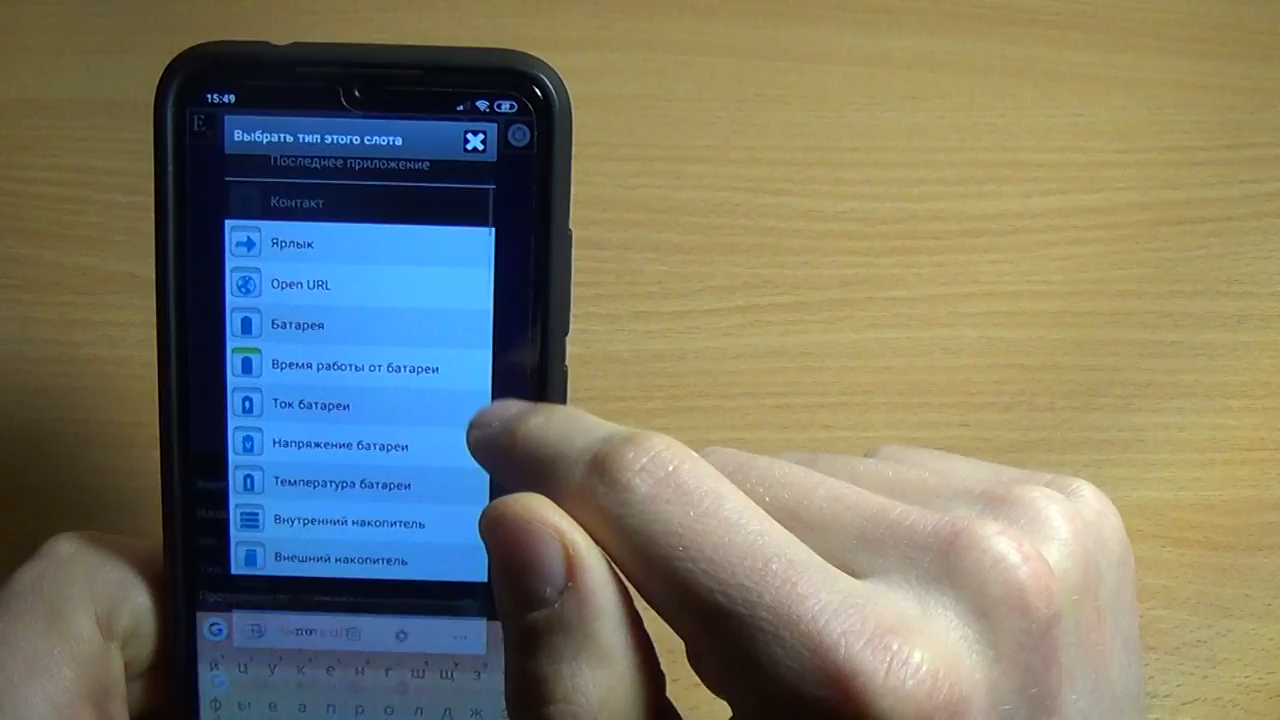 15:49
E
Выбрать тип этого слота
Последнее приложение
Контакт
Ярлык
Open URL
Батарея
Время работы от батареи
Ток батареи
Напряжение батареи
Температура батареи
Внутренний накопитель
Внешний накопитель
G
й ц у к е н г ш щ з
ф ы в а п р о л д ж